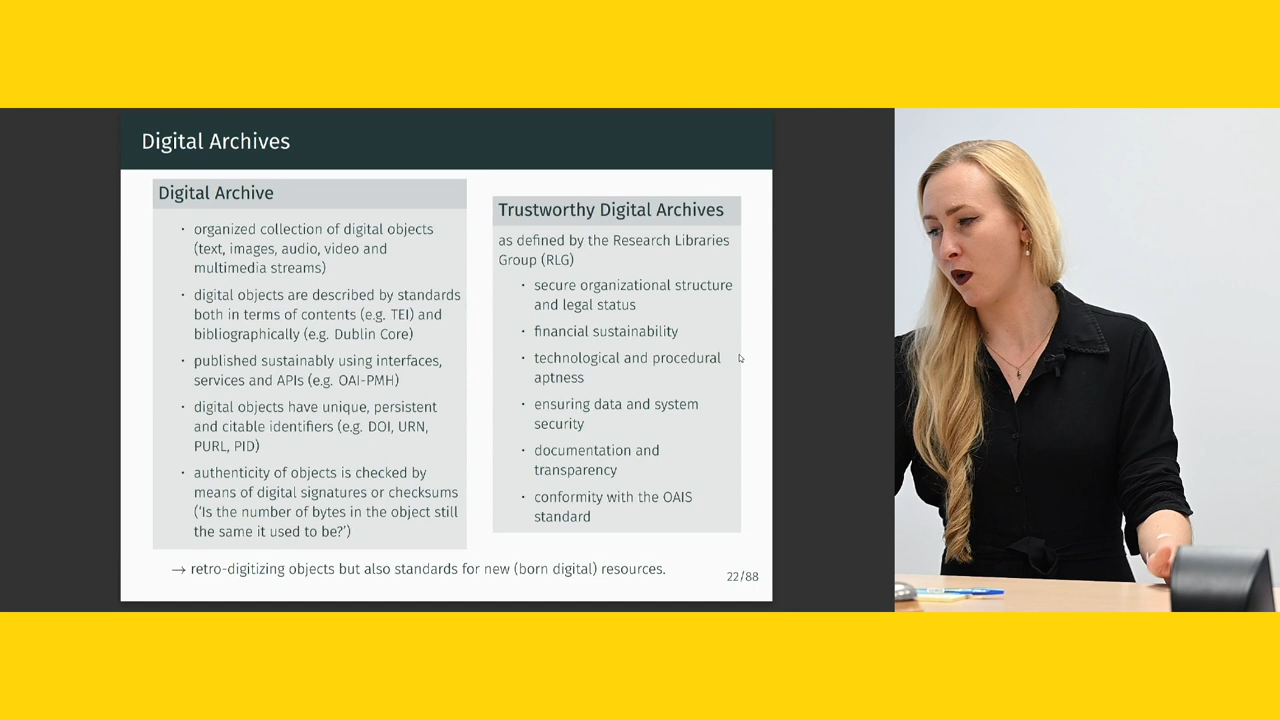 Digital Archives
Digital Archive
· organized collection of digital objects
(text, images, audio, video and
multimedia streams)
· digital objects are described by standards
both in terms of contents (e.g. TEI) and
bibliographically (e.g. Dublin Core)
· published sustainably using interfaces,
services and APIs (e.g. OAI-PMH)
· digital objects have unique, persistent
and citable identifiers (e.g. DOI, URN,
PURL, PID)
· authenticity of objects is checked by
means of digital signatures or checksums
(‘Is the number of bytes in the object still
the same it used to be?’)
Trustworthy Digital Archives
as defined by the Research Libraries
Group (RLG)
· secure organizational structure
and legal status
· financial sustainability
· technological and procedural
aptness
· ensuring data and system
security
· documentation and
transparency
· conformity with the OAIS
standard
→ retro-digitizing objects but also standards for new (born digital) resources.
22/88